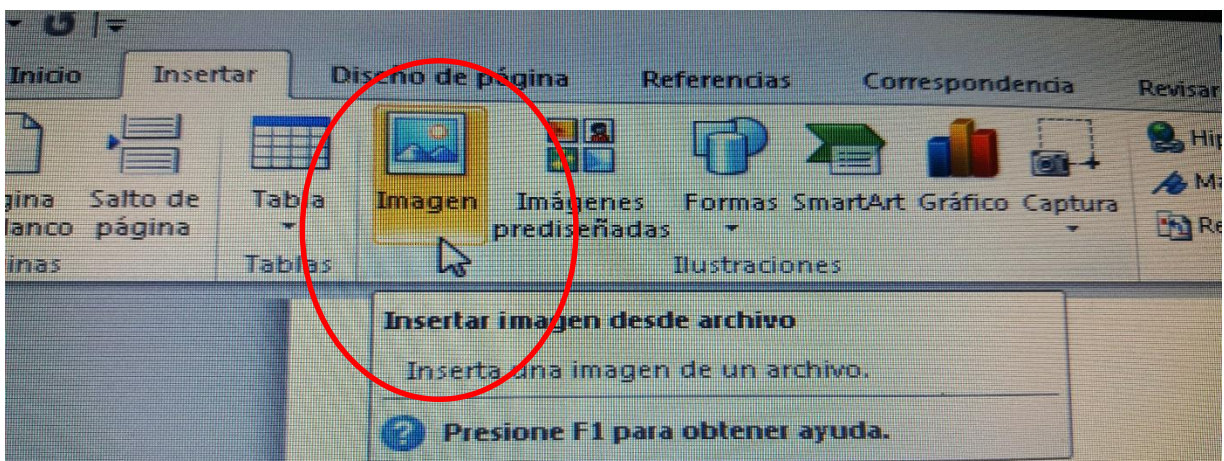 Inicio Insertar Diseño de página Referencias Correspondencia Revisar
Salto de página
Tabla
Imagen
Imágenes prediseñadas
Formas
SmartArt
Gráfico
Captura
Tablas
Ilustraciones
Insertar imagen desde archivo
Inserta una imagen de un archivo.
Presione F1 para obtener ayuda.